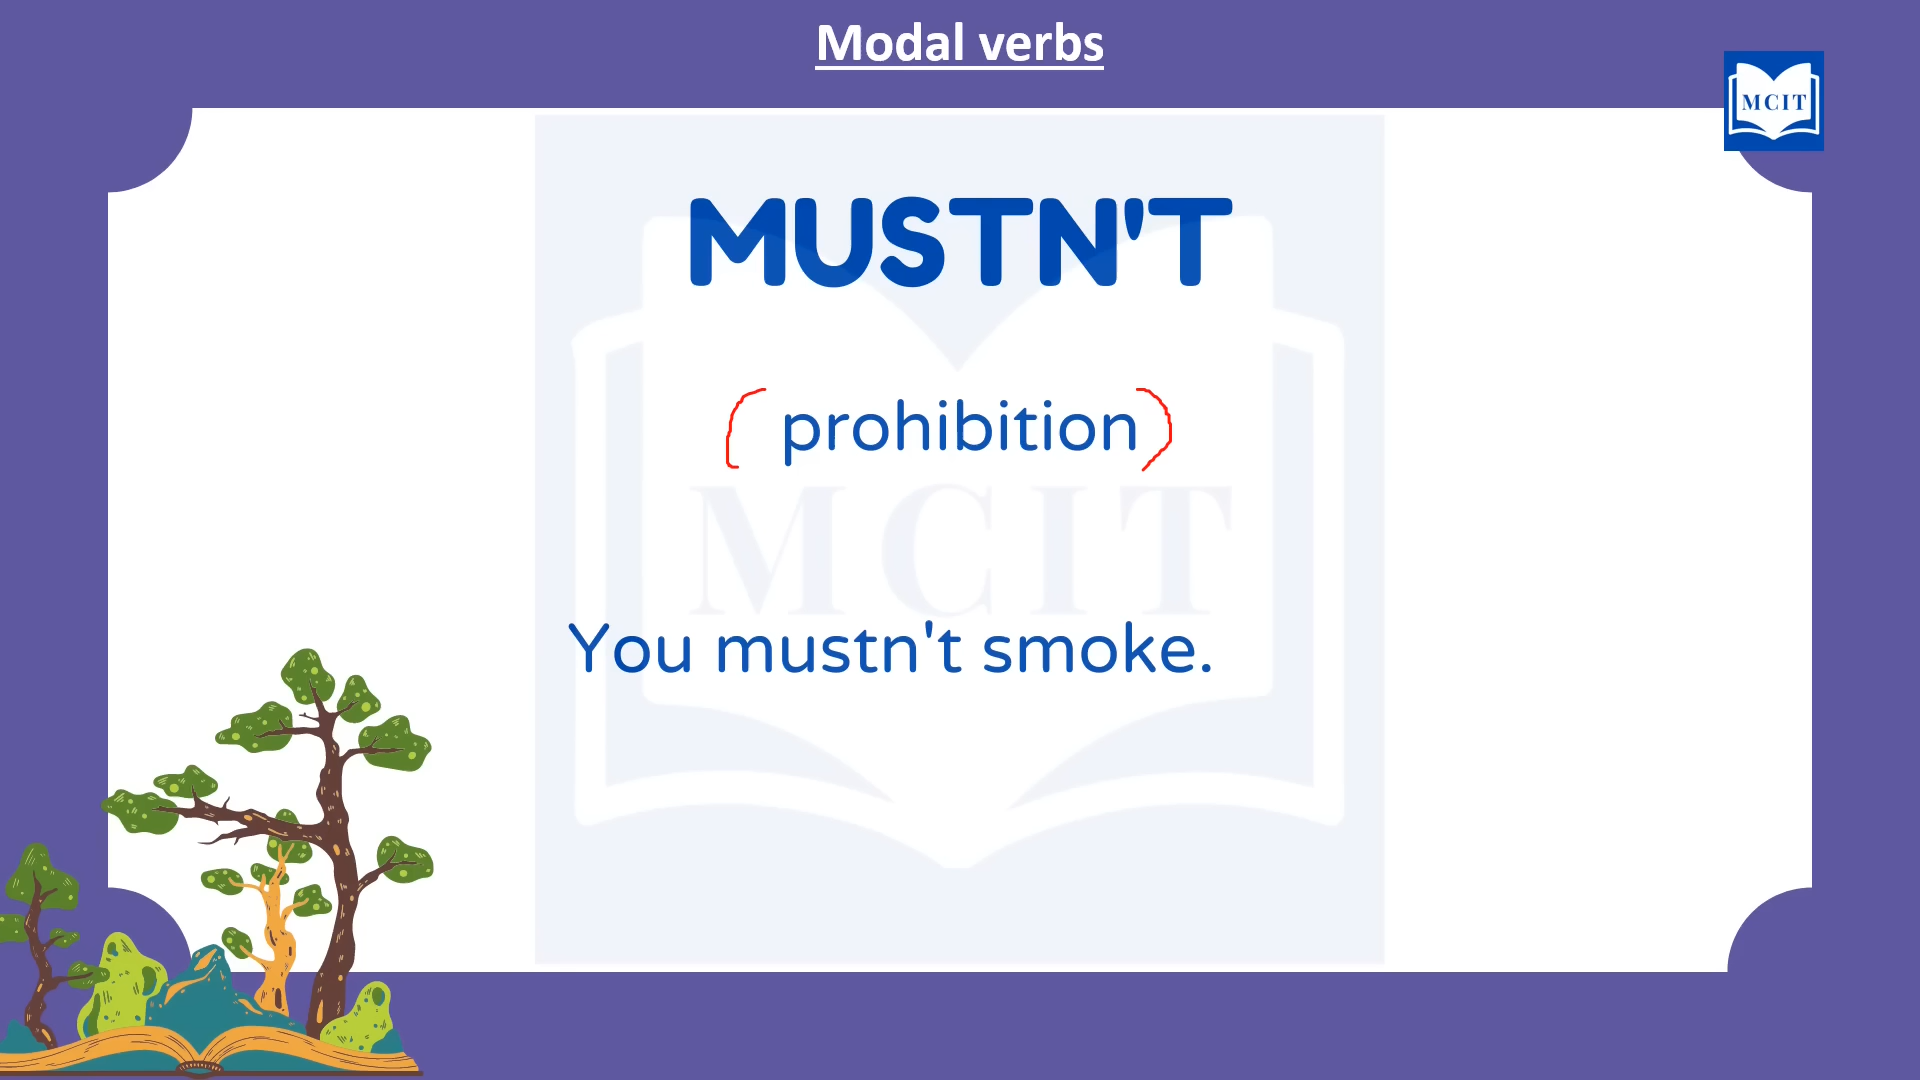 Modal verbs
MCIT
MUSTN'T
(prohibition)
MCIT
You mustn't smoke.